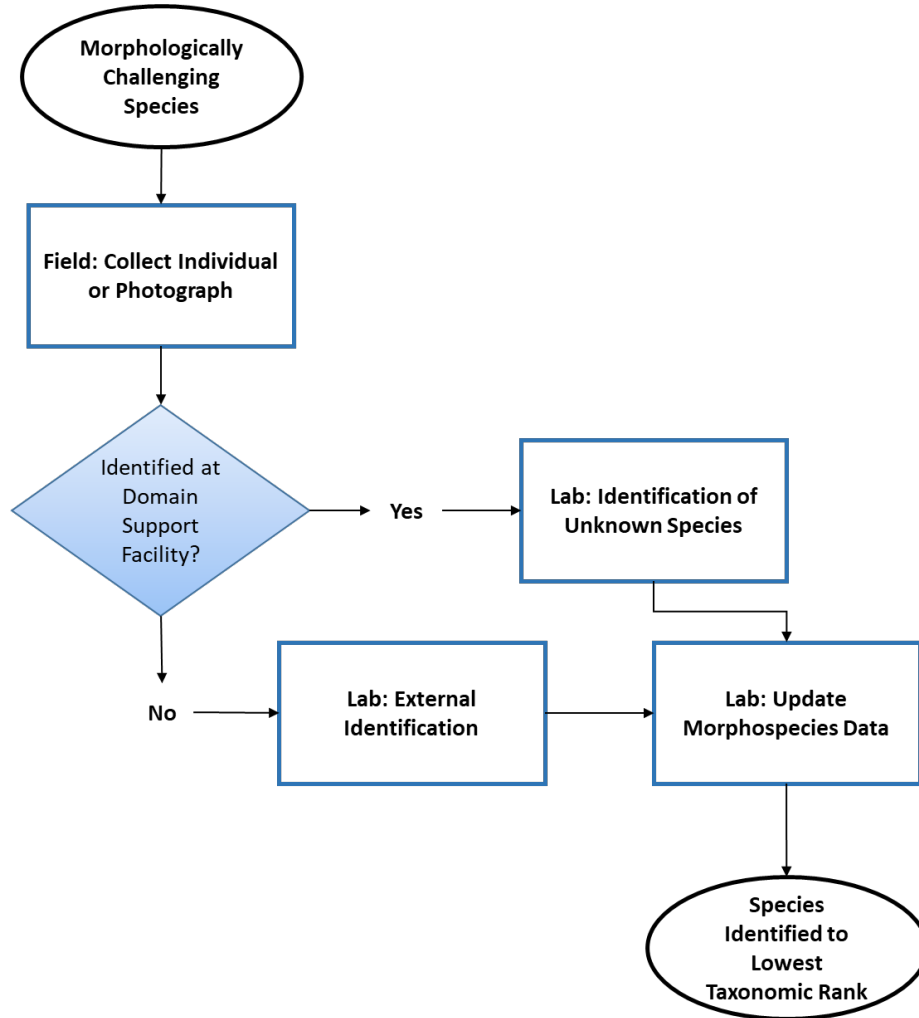 Morphologically
Challenging
Species
Field: Collect Individual
or Photograph
Identified at
Domain
Support
Facility?
Yes
Lab: Identification of
Unknown Species
No
Lab: External
Identification
Lab: Update
Morphospecies Data
Species
Identified to
Lowest
Taxonomic Rank